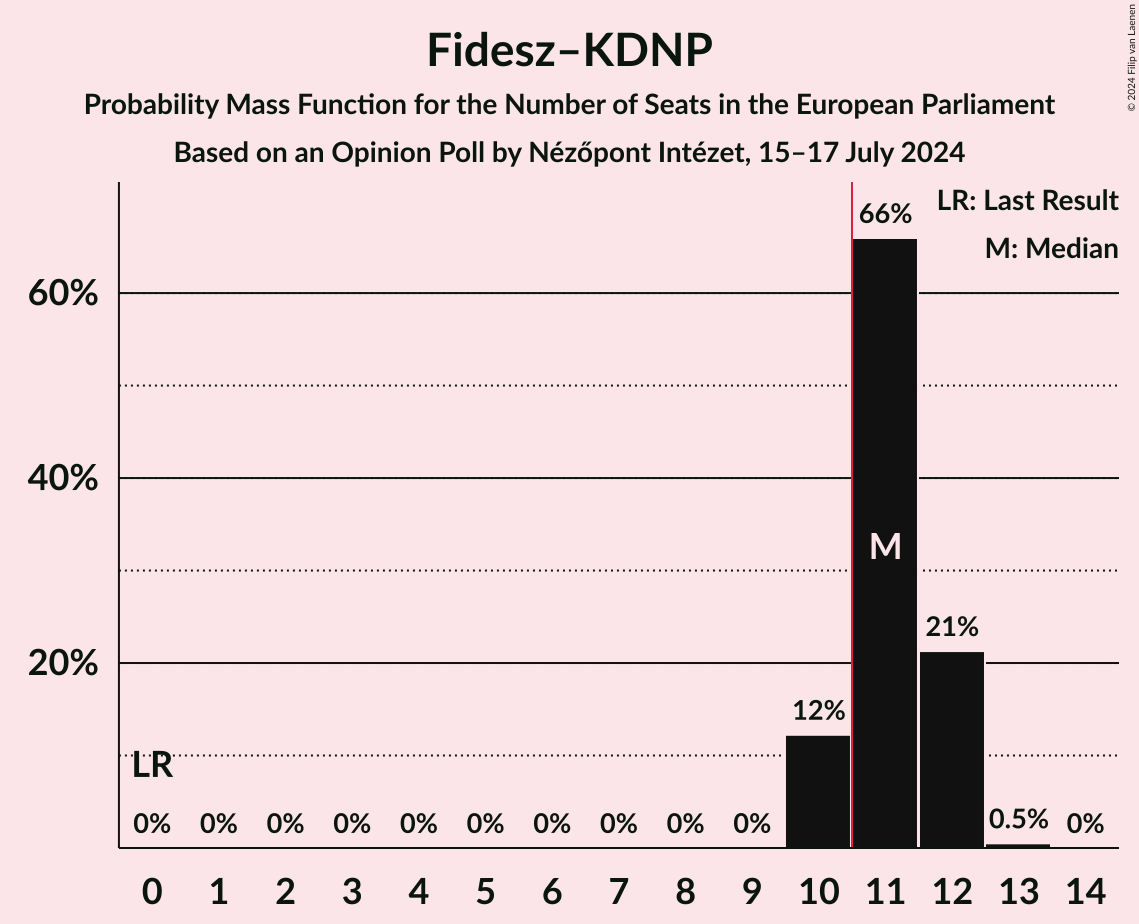 Fidesz–KDNP
Probability Mass Function for the Number of Seats in the European Parliament
Based on an Opinion Poll by Nézőpont Intézet, 15–17 July 2024
© 2024 Filip van Laenen
LR: Last Result
M: Median
66%
60%
40%
M
21%
20%
12%
LR
0% 0% 0% 0% 0% 0% 0% 0% 0% 0% 0.5% 0%
0 1 2 3 4 5 6 7 8 9 10 11 12 13 14